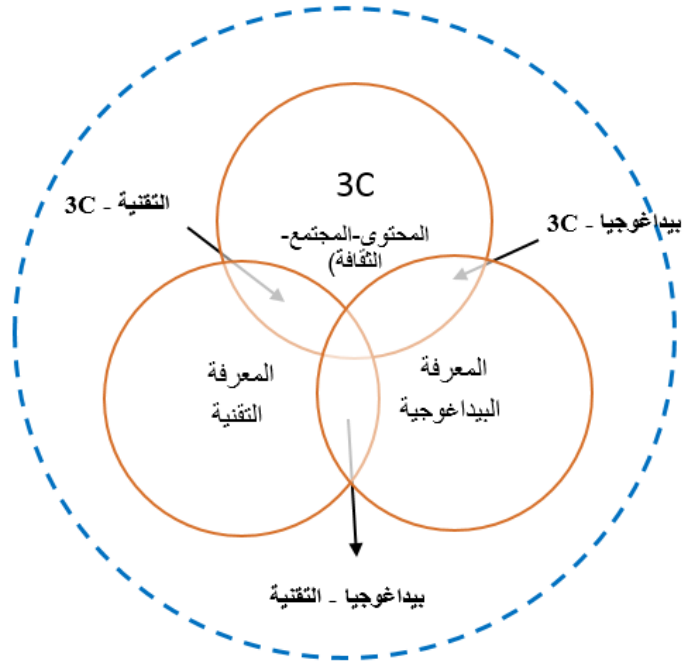 3C
التقنية - 3C
بيداغوجيا - 3C
المحتوى-المجتمع-
الثقافة)
المعرفة
البيداغوجية
المعرفة
التقنية
بيداغوجيا - التقنية